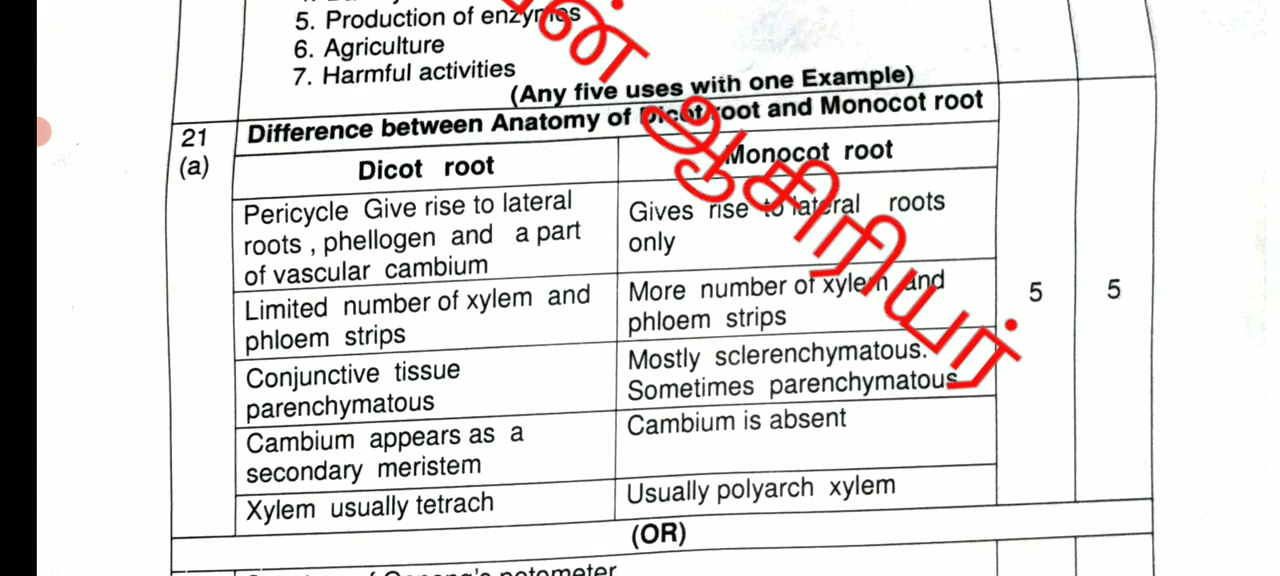 5. Production of enzymes
6. Agriculture
7. Harmful activities
(Any five uses with one Example)
21
(a)
Difference between Anatomy of Dicot root and Monocot root
Dicot root
Monocot root
Pericycle Give rise to lateral
roots , phellogen and a part
of vascular cambium
Gives rise to lateral roots
only
Limited number of xylem and
phloem strips
More number of xylem and
phloem strips
5
5
Conjunctive tissue
parenchymatous
Mostly sclerenchymatous.
Sometimes parenchymatous
Cambium appears as a
secondary meristem
Cambium is absent
Xylem usually tetrach
Usually polyarch xylem
(OR)
potometer
ஆசிரியர்